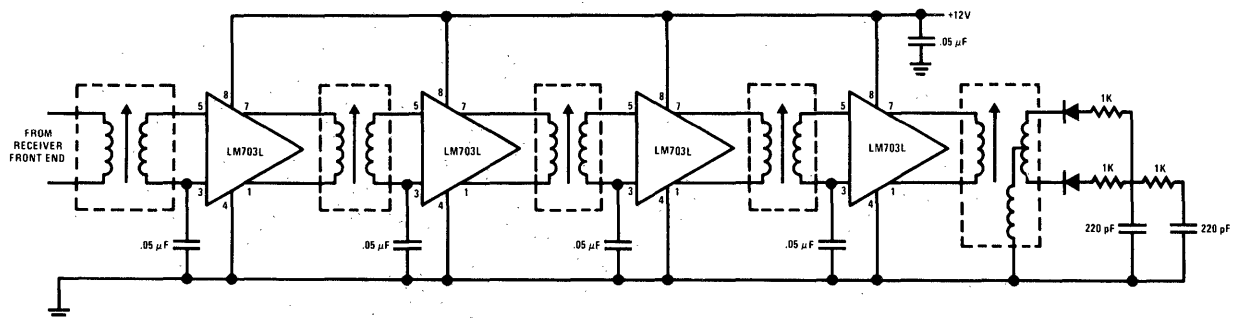 +12V
.05 µF
FROM
RECEIVER
FRONT END
5
8
7
LM703L
3
4
1
.05 µF
5
8
7
LM703L
3
4
1
.05 µF
5
8
7
LM703L
3
4
1
.05 µF
5
8
7
LM703L
3
4
1
.05 µF
1K
1K
1K
220 pF
220 pF